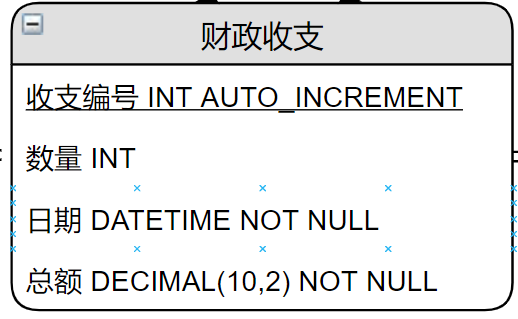 财政收支
收支编号 INT AUTO_INCREMENT
数量 INT
日期 DATETIME NOT NULL
总额 DECIMAL(10,2) NOT NULL